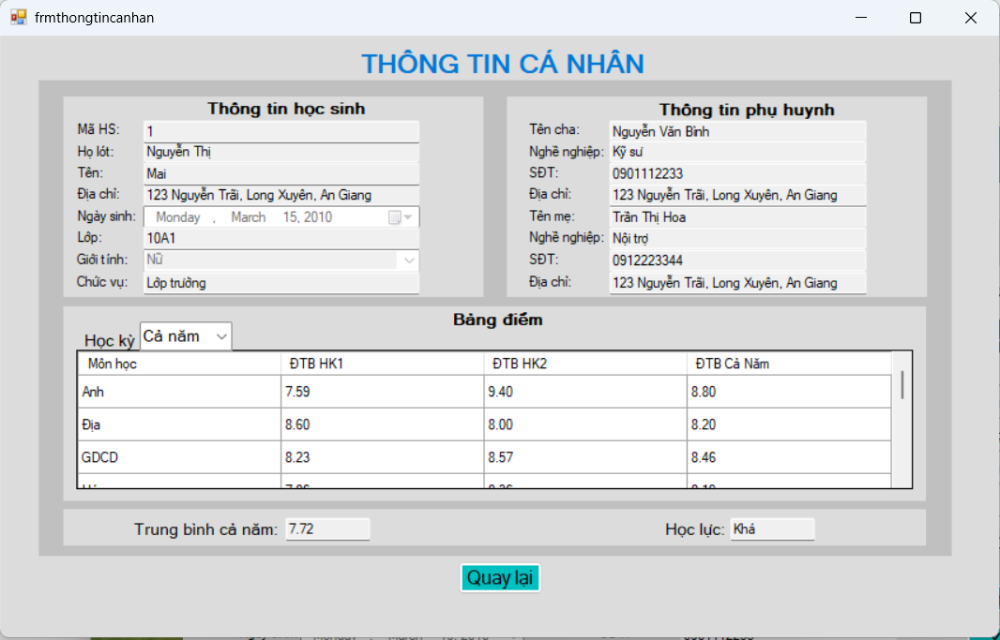 frmthongtincanhan
THÔNG TIN CÁ NHÂN
Thông tin học sinh
Mã HS: 1
Họ lót: Nguyễn Thị
Tên: Mai
Địa chỉ: 123 Nguyễn Trãi, Long Xuyên, An Giang
Ngày sinh: Monday , March 15, 2010
Lớp: 10A1
Giới tính: Nữ
Chức vụ: Lớp trưởng
Thông tin phụ huynh
Tên cha: Nguyễn Văn Bình
Nghề nghiệp: Kỹ sư
SĐT: 0901112233
Địa chỉ: 123 Nguyễn Trãi, Long Xuyên, An Giang
Tên mẹ: Trần Thị Hoa
Nghề nghiệp: Nội trợ
SĐT: 0912223344
Địa chỉ: 123 Nguyễn Trãi, Long Xuyên, An Giang
Bảng điểm
Học kỳ Cả năm
Môn học ĐTB HK1 ĐTB HK2 ĐTB Cả Năm
Anh 7.59 9.40 8.80
Địa 8.60 8.00 8.20
GDCD 8.23 8.57 8.46
Trung bình cả năm: 7.72 Học lực: Khá
Quay lại